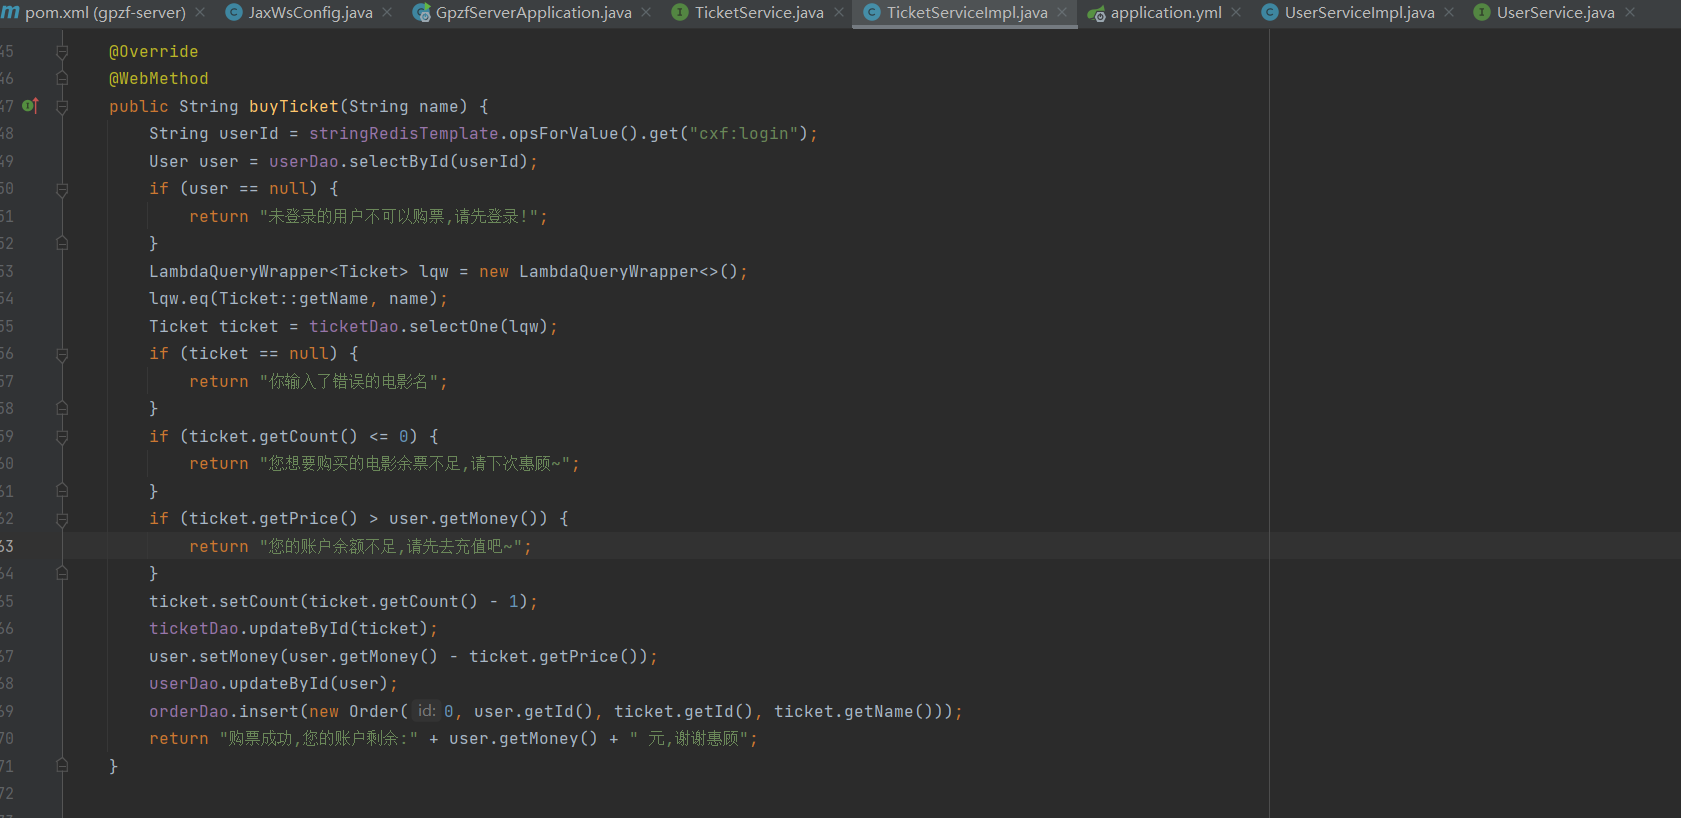 pom.xml (gpzf-server) JaxWsConfig.java GpzfServerApplication.java TicketService.java TicketServiceImpl.java application.yml UserServiceImpl.java UserService.java
45 @Override
46 @WebMethod
47 public String buyTicket(String name) {
48 String userId = stringRedisTemplate.opsForValue().get("cxf:login");
49 User user = userDao.selectById(userId);
50 if (user == null) {
51 return "未登录的用户不可以购票,请先登录!";
52 }
53 LambdaQueryWrapper<Ticket> lqw = new LambdaQueryWrapper<>();
54 lqw.eq(Ticket::getName, name);
55 Ticket ticket = ticketDao.selectOne(lqw);
56 if (ticket == null) {
57 return "你输入了错误的电影名";
58 }
59 if (ticket.getCount() <= 0) {
60 return "您想要购买的电影余票不足,请下次惠顾~";
61 }
62 if (ticket.getPrice() > user.getMoney()) {
63 return "您的账户余额不足,请先去充值吧~";
64 }
65 ticket.setCount(ticket.getCount() - 1);
66 ticketDao.updateById(ticket);
67 user.setMoney(user.getMoney() - ticket.getPrice());
68 userDao.updateById(user);
69 orderDao.insert(new Order( id: 0, user.getId(), ticket.getId(), ticket.getName()));
70 return "购票成功,您的账户剩余:" + user.getMoney() + " 元,谢谢惠顾";
71 }
72